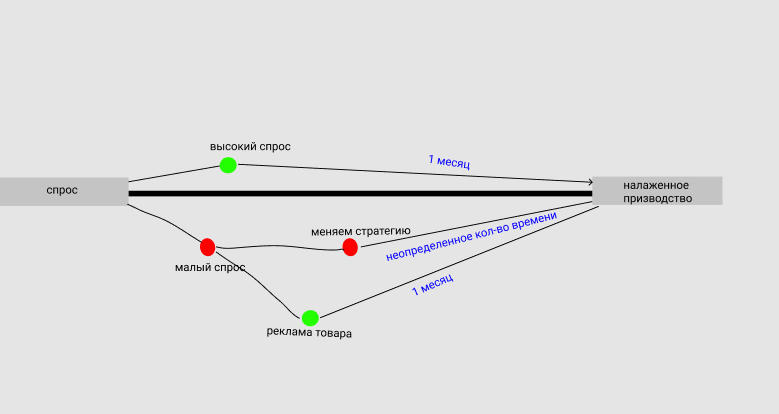 высокий спрос
1 месяц
спрос
налаженное
призводство
меняем стратегию
неопределенное кол-во времени
малый спрос
1 месяц
реклама товара